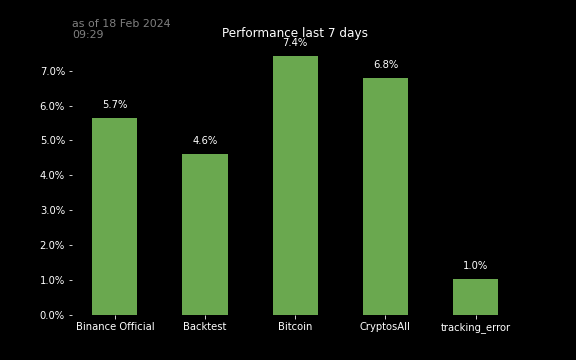 as of 18 Feb 2024
09:29
Performance last 7 days
7.4%
7.0%
6.8%
6.0%
5.7%
5.0%
4.6%
4.0%
3.0%
2.0%
1.0%
1.0%
0.0%
Binance Official
Backtest
Bitcoin
CryptosAll
tracking_error